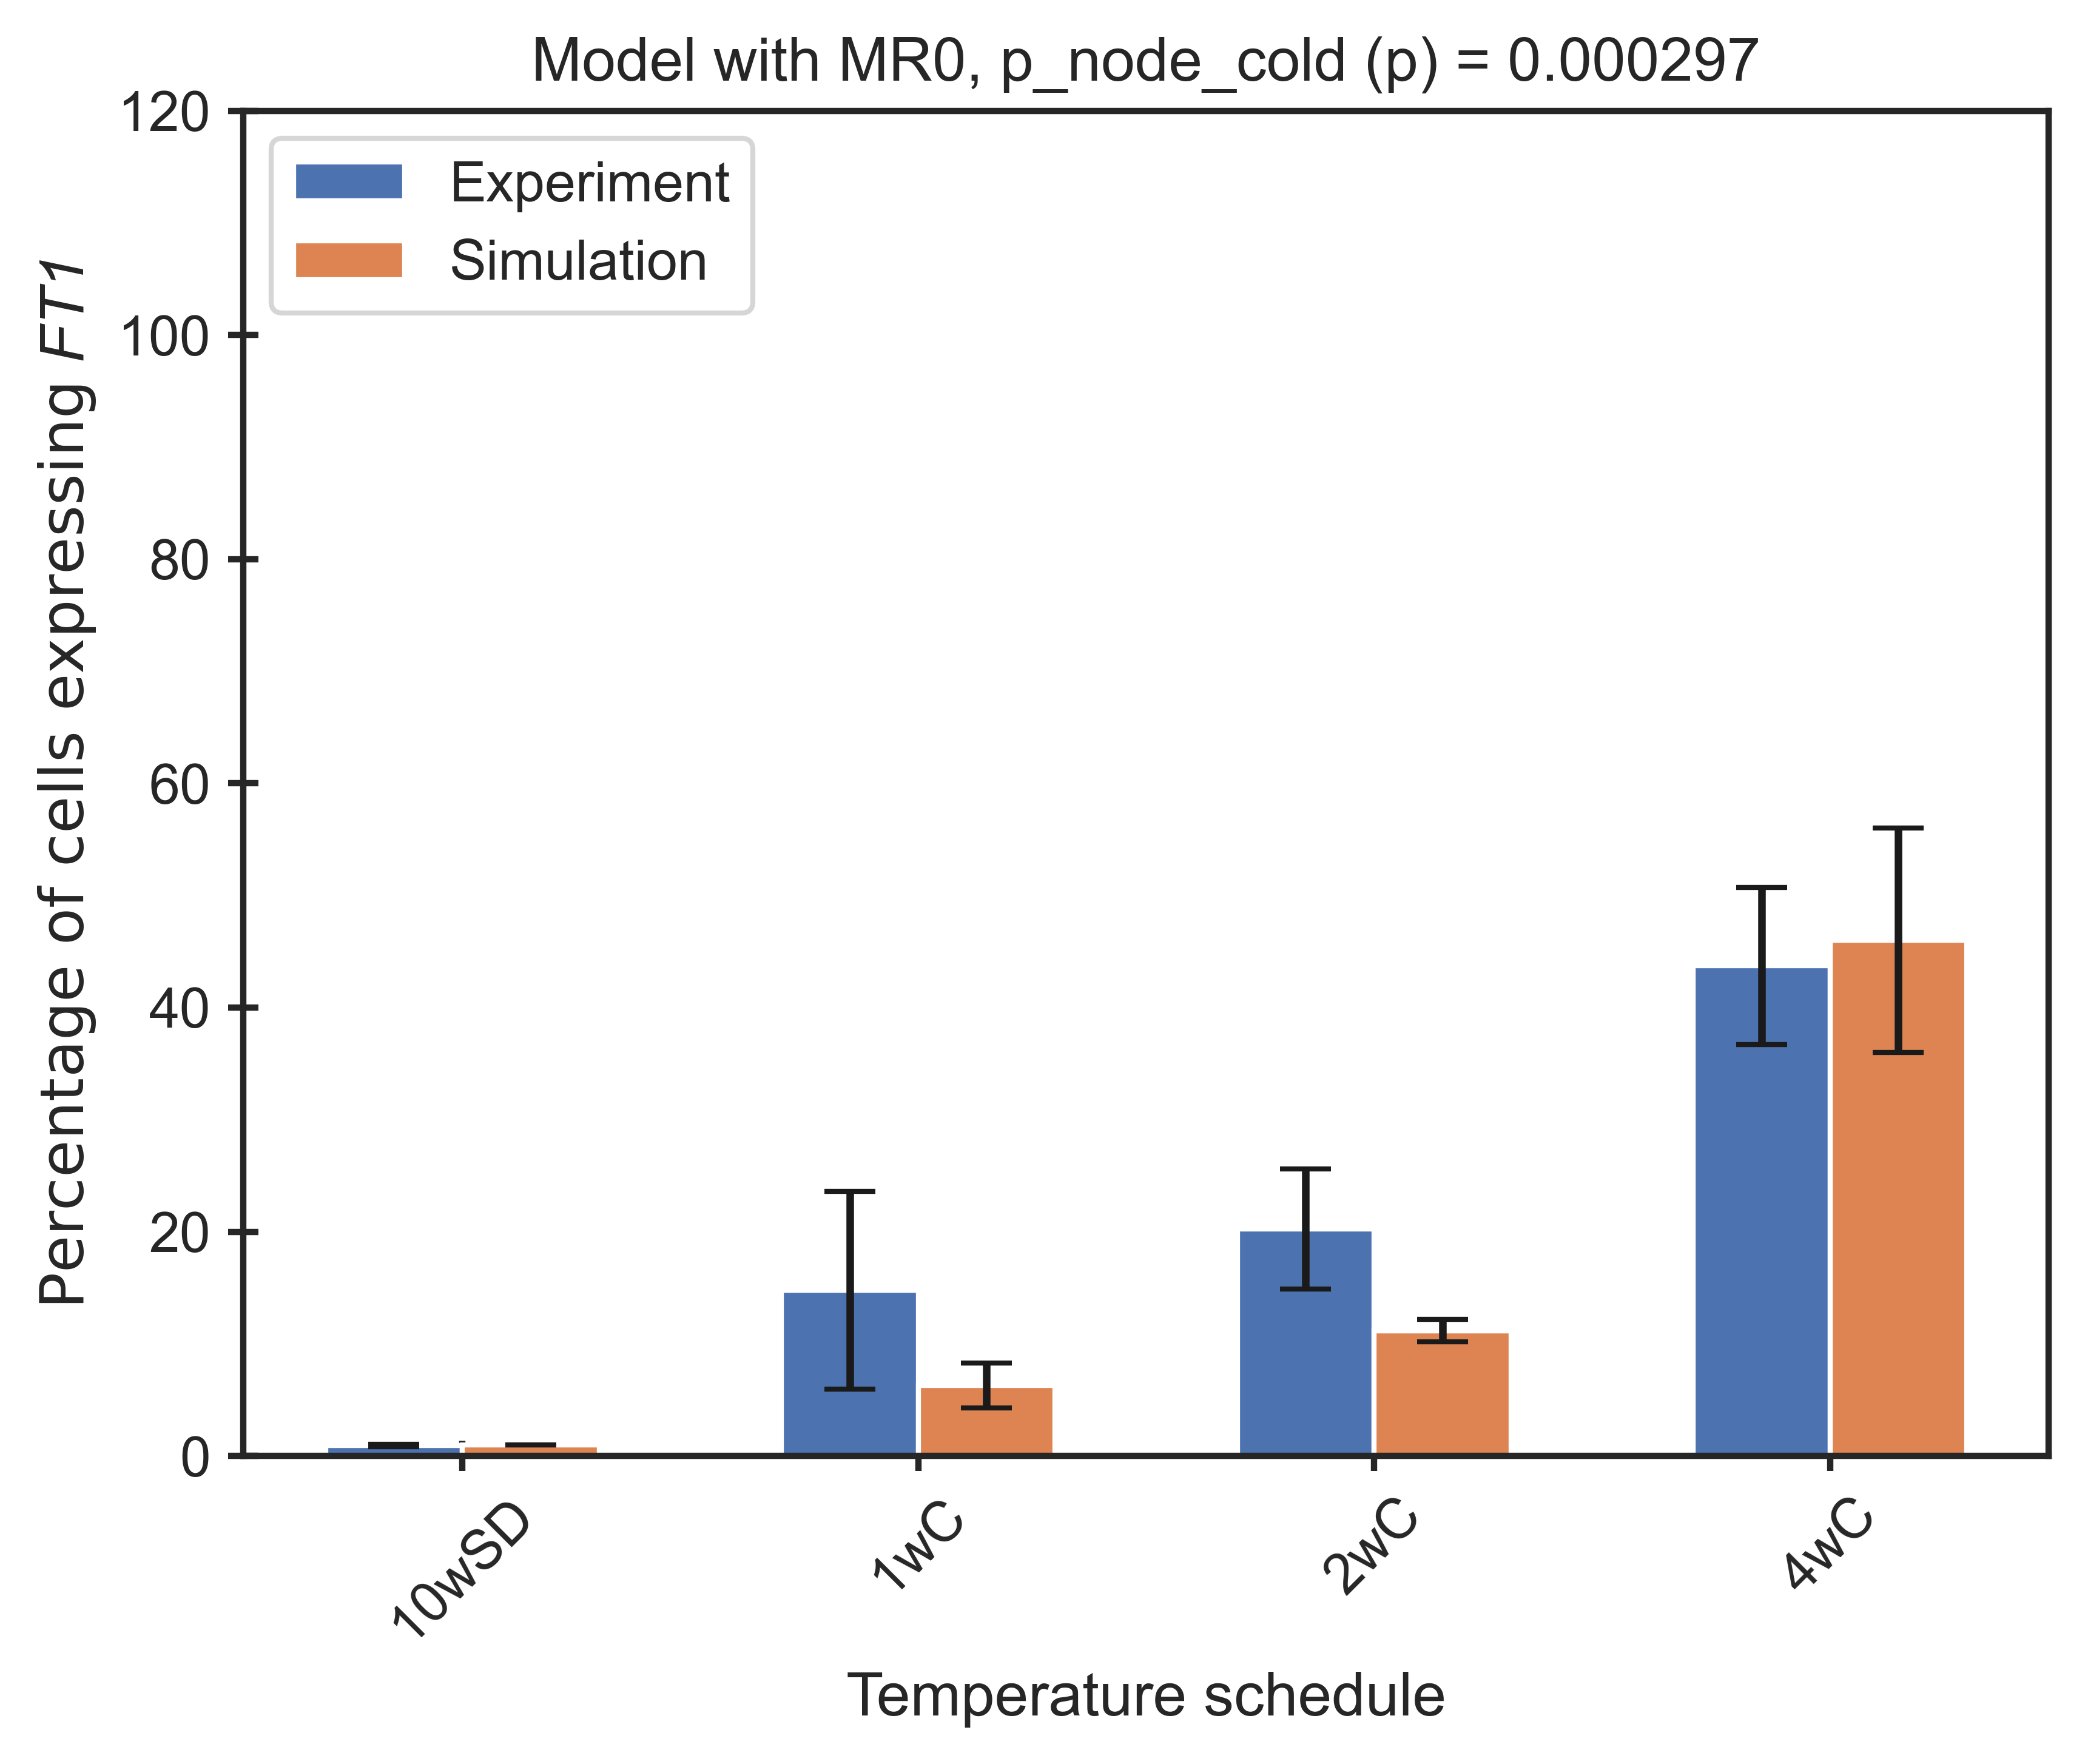 Model with MR0, p_node_cold (p) = 0.000297
Experiment
Simulation
Percentage of cells expressing FT1
120
100
80
60
40
20
0
10wSD
1wC
2wC
4wC
Temperature schedule